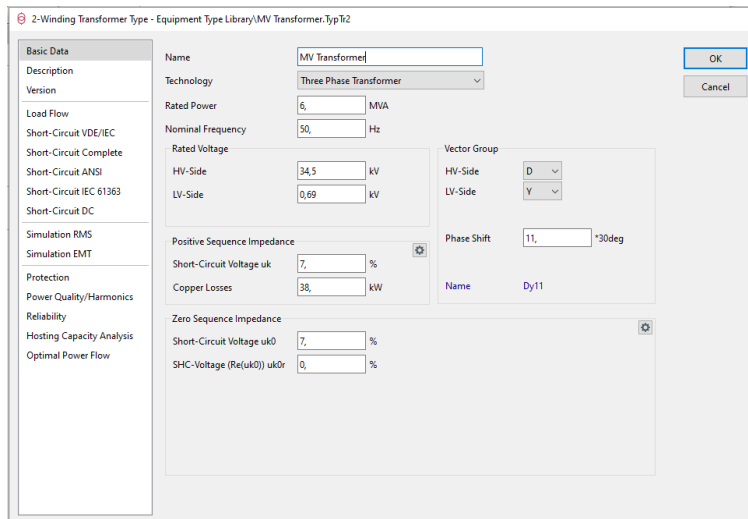 2-Winding Transformer Type - Equipment Type Library\MV Transformer.TypTr2
Basic Data
Description
Version
Load Flow
Short-Circuit VDE/IEC
Short-Circuit Complete
Short-Circuit ANSI
Short-Circuit IEC 61363
Short-Circuit DC
Simulation RMS
Simulation EMT
Protection
Power Quality/Harmonics
Reliability
Hosting Capacity Analysis
Optimal Power Flow
Name MV Transformer
Technology Three Phase Transformer
Rated Power 6, MVA
Nominal Frequency 50, Hz
Rated Voltage
HV-Side 34,5 kV
LV-Side 0,69 kV
Vector Group
HV-Side D
LV-Side Y
Phase Shift 11, *30deg
Name Dy11
Positive Sequence Impedance
Short-Circuit Voltage uk 7, %
Copper Losses 38, kW
Zero Sequence Impedance
Short-Circuit Voltage uk0 7, %
SHC-Voltage (Re(uk0)) uk0r 0, %
OK
Cancel